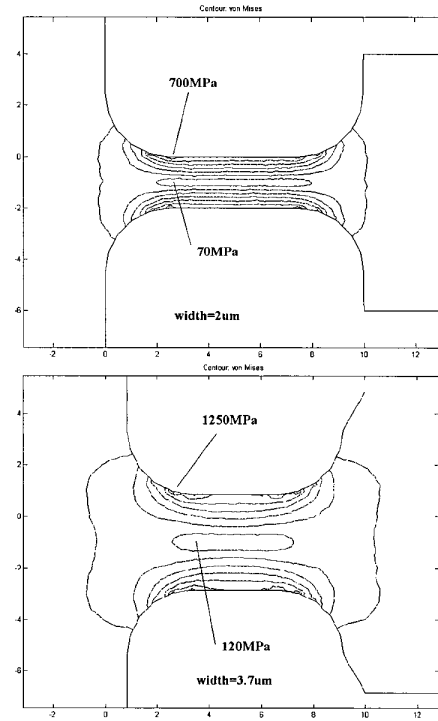 Contour: von Mises
4
2
0
-2
-4
-6
700MPa
70MPa
width=2um
-2 0 2 4 6 8 10 12
Contour: von Mises
4
2
0
-2
-4
-6
1250MPa
120MPa
width=3.7um
-2 0 2 4 6 8 10 12